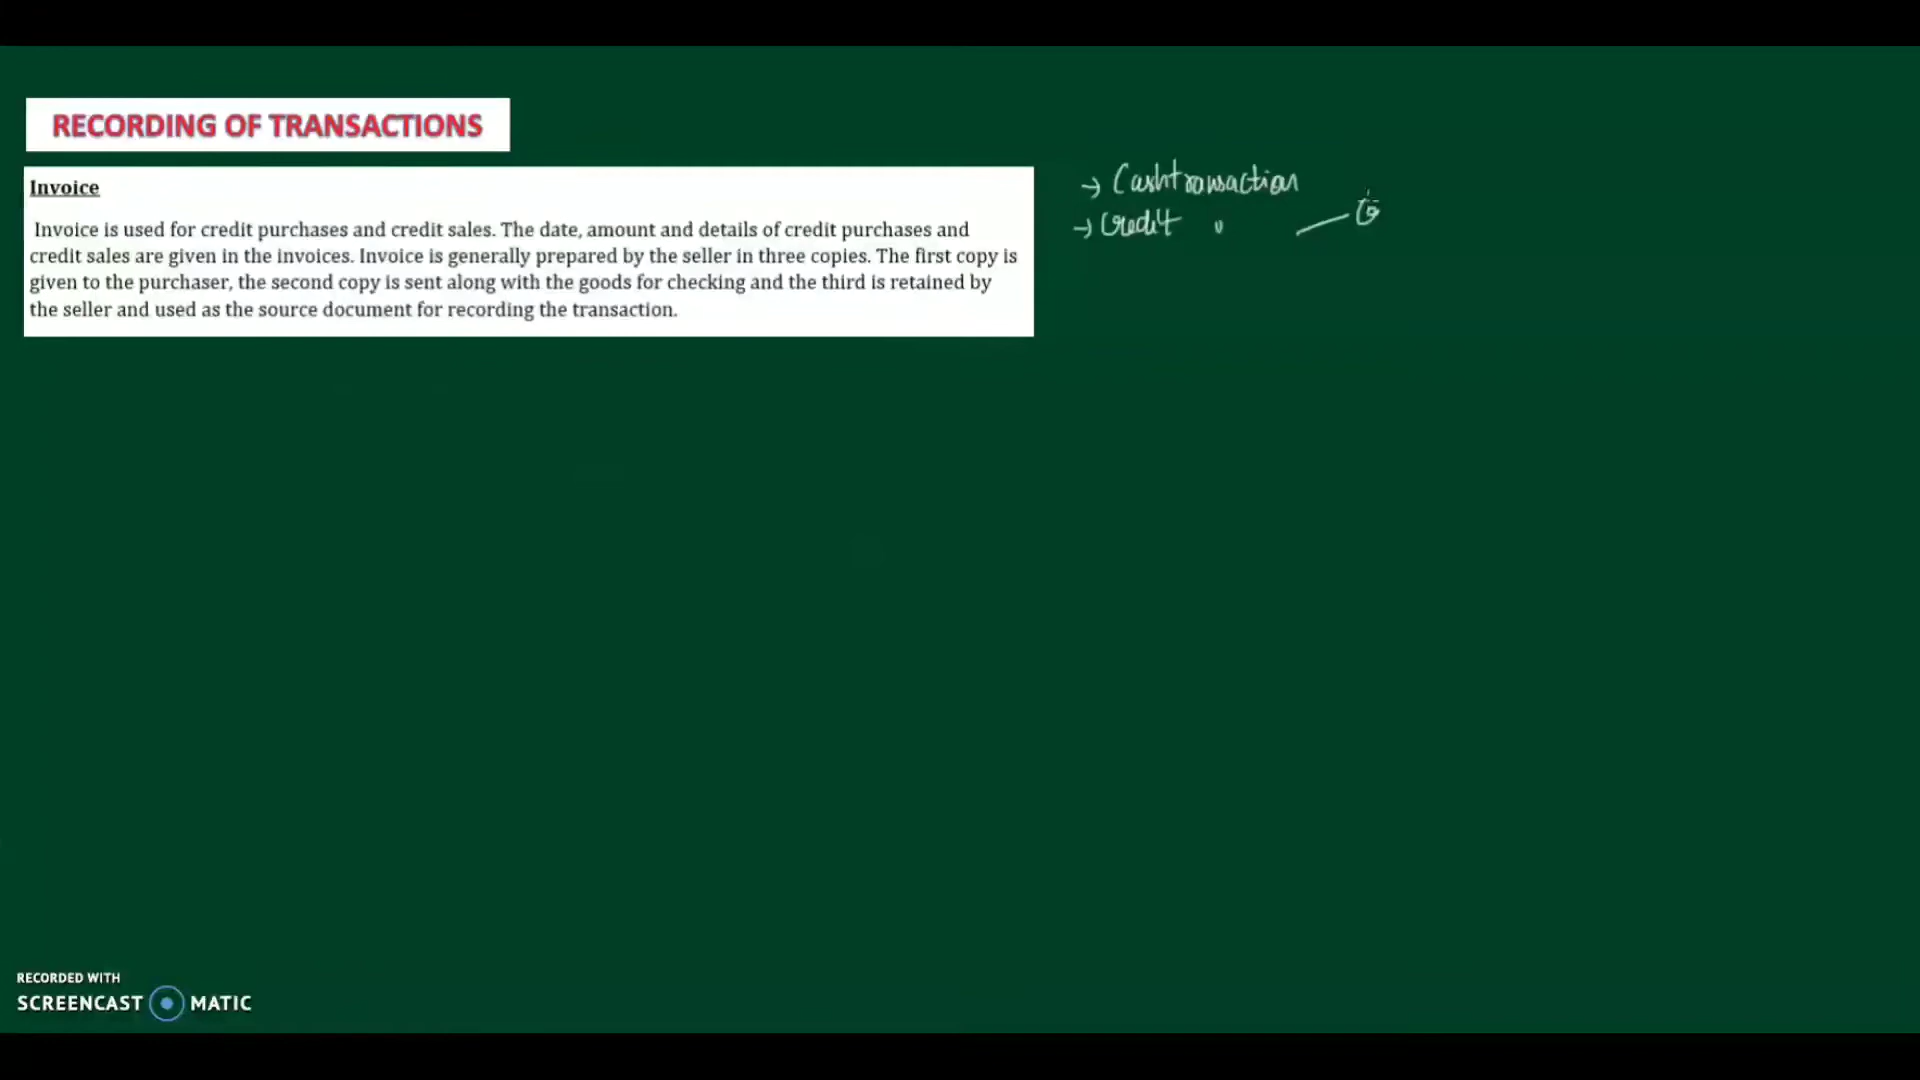 RECORDING OF TRANSACTIONS
Invoice
Invoice is used for credit purchases and credit sales. The date, amount and details of credit purchases and
credit sales are given in the invoices. Invoice is generally prepared by the seller in three copies. The first copy is
given to the purchaser, the second copy is sent along with the goods for checking and the third is retained by
the seller and used as the source document for recording the transaction.
→ Cashtransaction
→ Credit "
RECORDED WITH
SCREENCAST MATIC